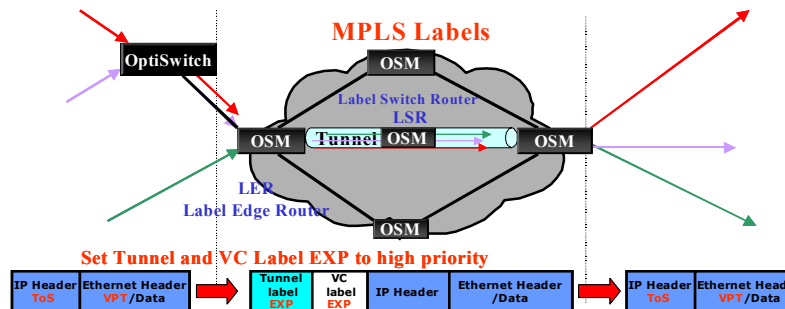 MPLS Labels
OptiSwitch
OSM
Label Switch Router
LSR
OSM
Tunnel
OSM
OSM
LER
Label Edge Router
OSM
Set Tunnel and VC Label EXP to high priority
IP Header
ToS
Ethernet Header
VPT/Data
Tunnel
label
EXP
VC
label
EXP
IP Header
Ethernet Header
/Data
IP Header
ToS
Ethernet Header
VPT/Data